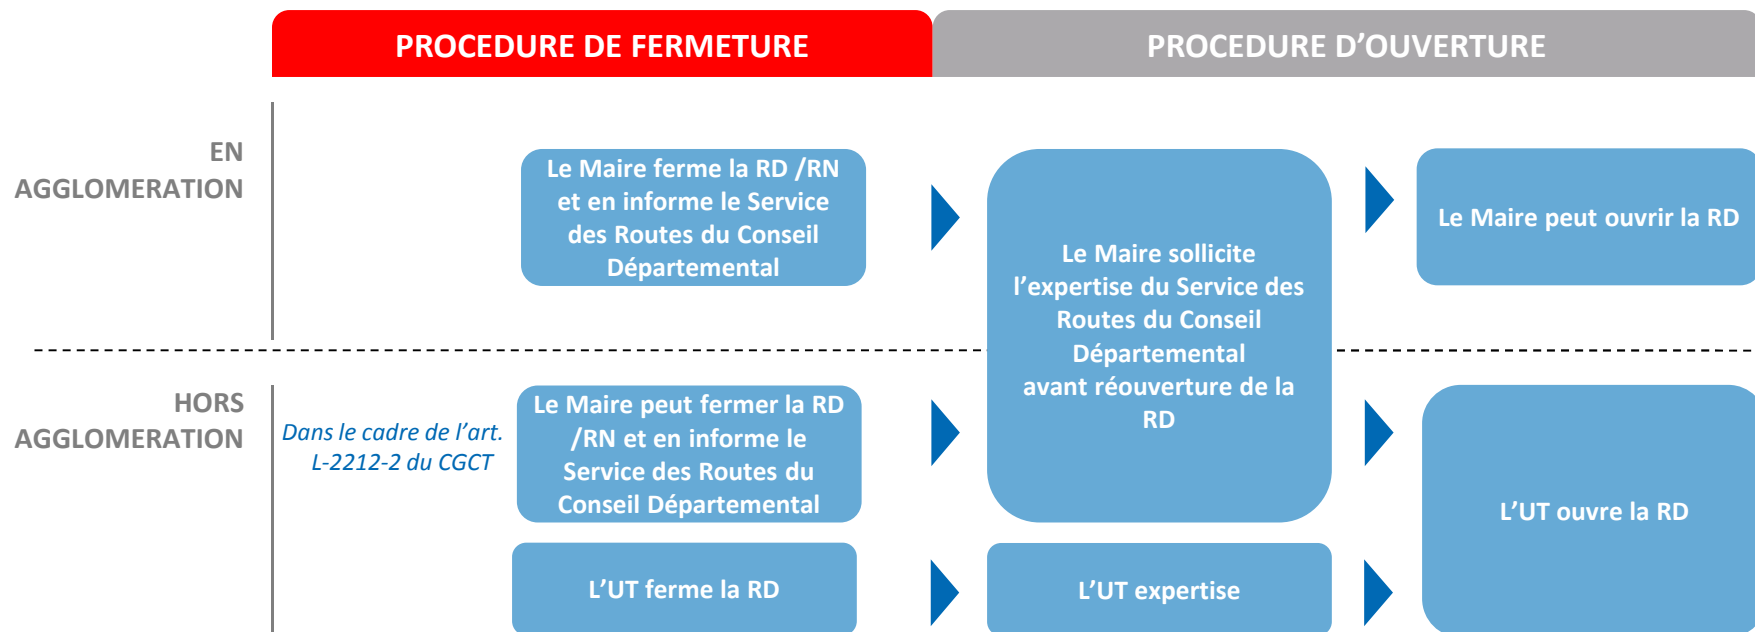 PROCEDURE DE FERMETURE
PROCEDURE D’OUVERTURE
EN
AGGLOMERATION
Le Maire ferme la RD /RN
et en informe le Service
des Routes du Conseil
Départemental
Le Maire sollicite
l’expertise du Service des
Routes du Conseil
Départemental
avant réouverture de la
RD
Le Maire peut ouvrir la RD
HORS
AGGLOMERATION
Dans le cadre de l’art.
L-2212-2 du CGCT
Le Maire peut fermer la RD
/RN et en informe le
Service des Routes du
Conseil Départemental
L’UT ouvre la RD
L’UT ferme la RD
L’UT expertise